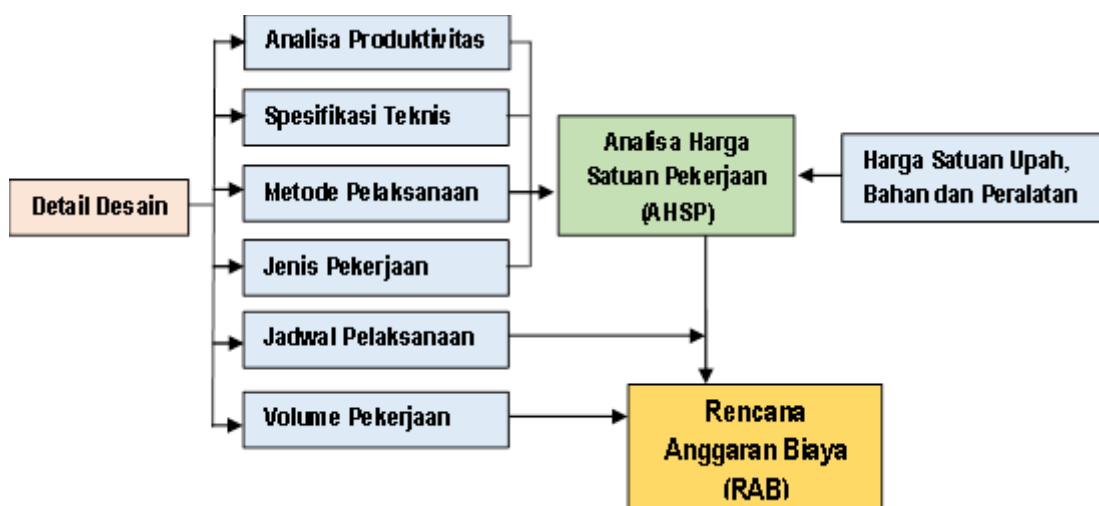 Analisa Produktivitas
Spesifikasi Teknis
Metode Pelaksanaan
Jenis Pekerjaan
Jadwal Pelaksanaan
Volume Pekerjaan
Detail Desain
Analisa Harga
Satuan Pekerjaan
(AHSP)
Harga Satuan Upah,
Bahan dan Peralatan
Rencana
Anggaran Biaya
(RAB)